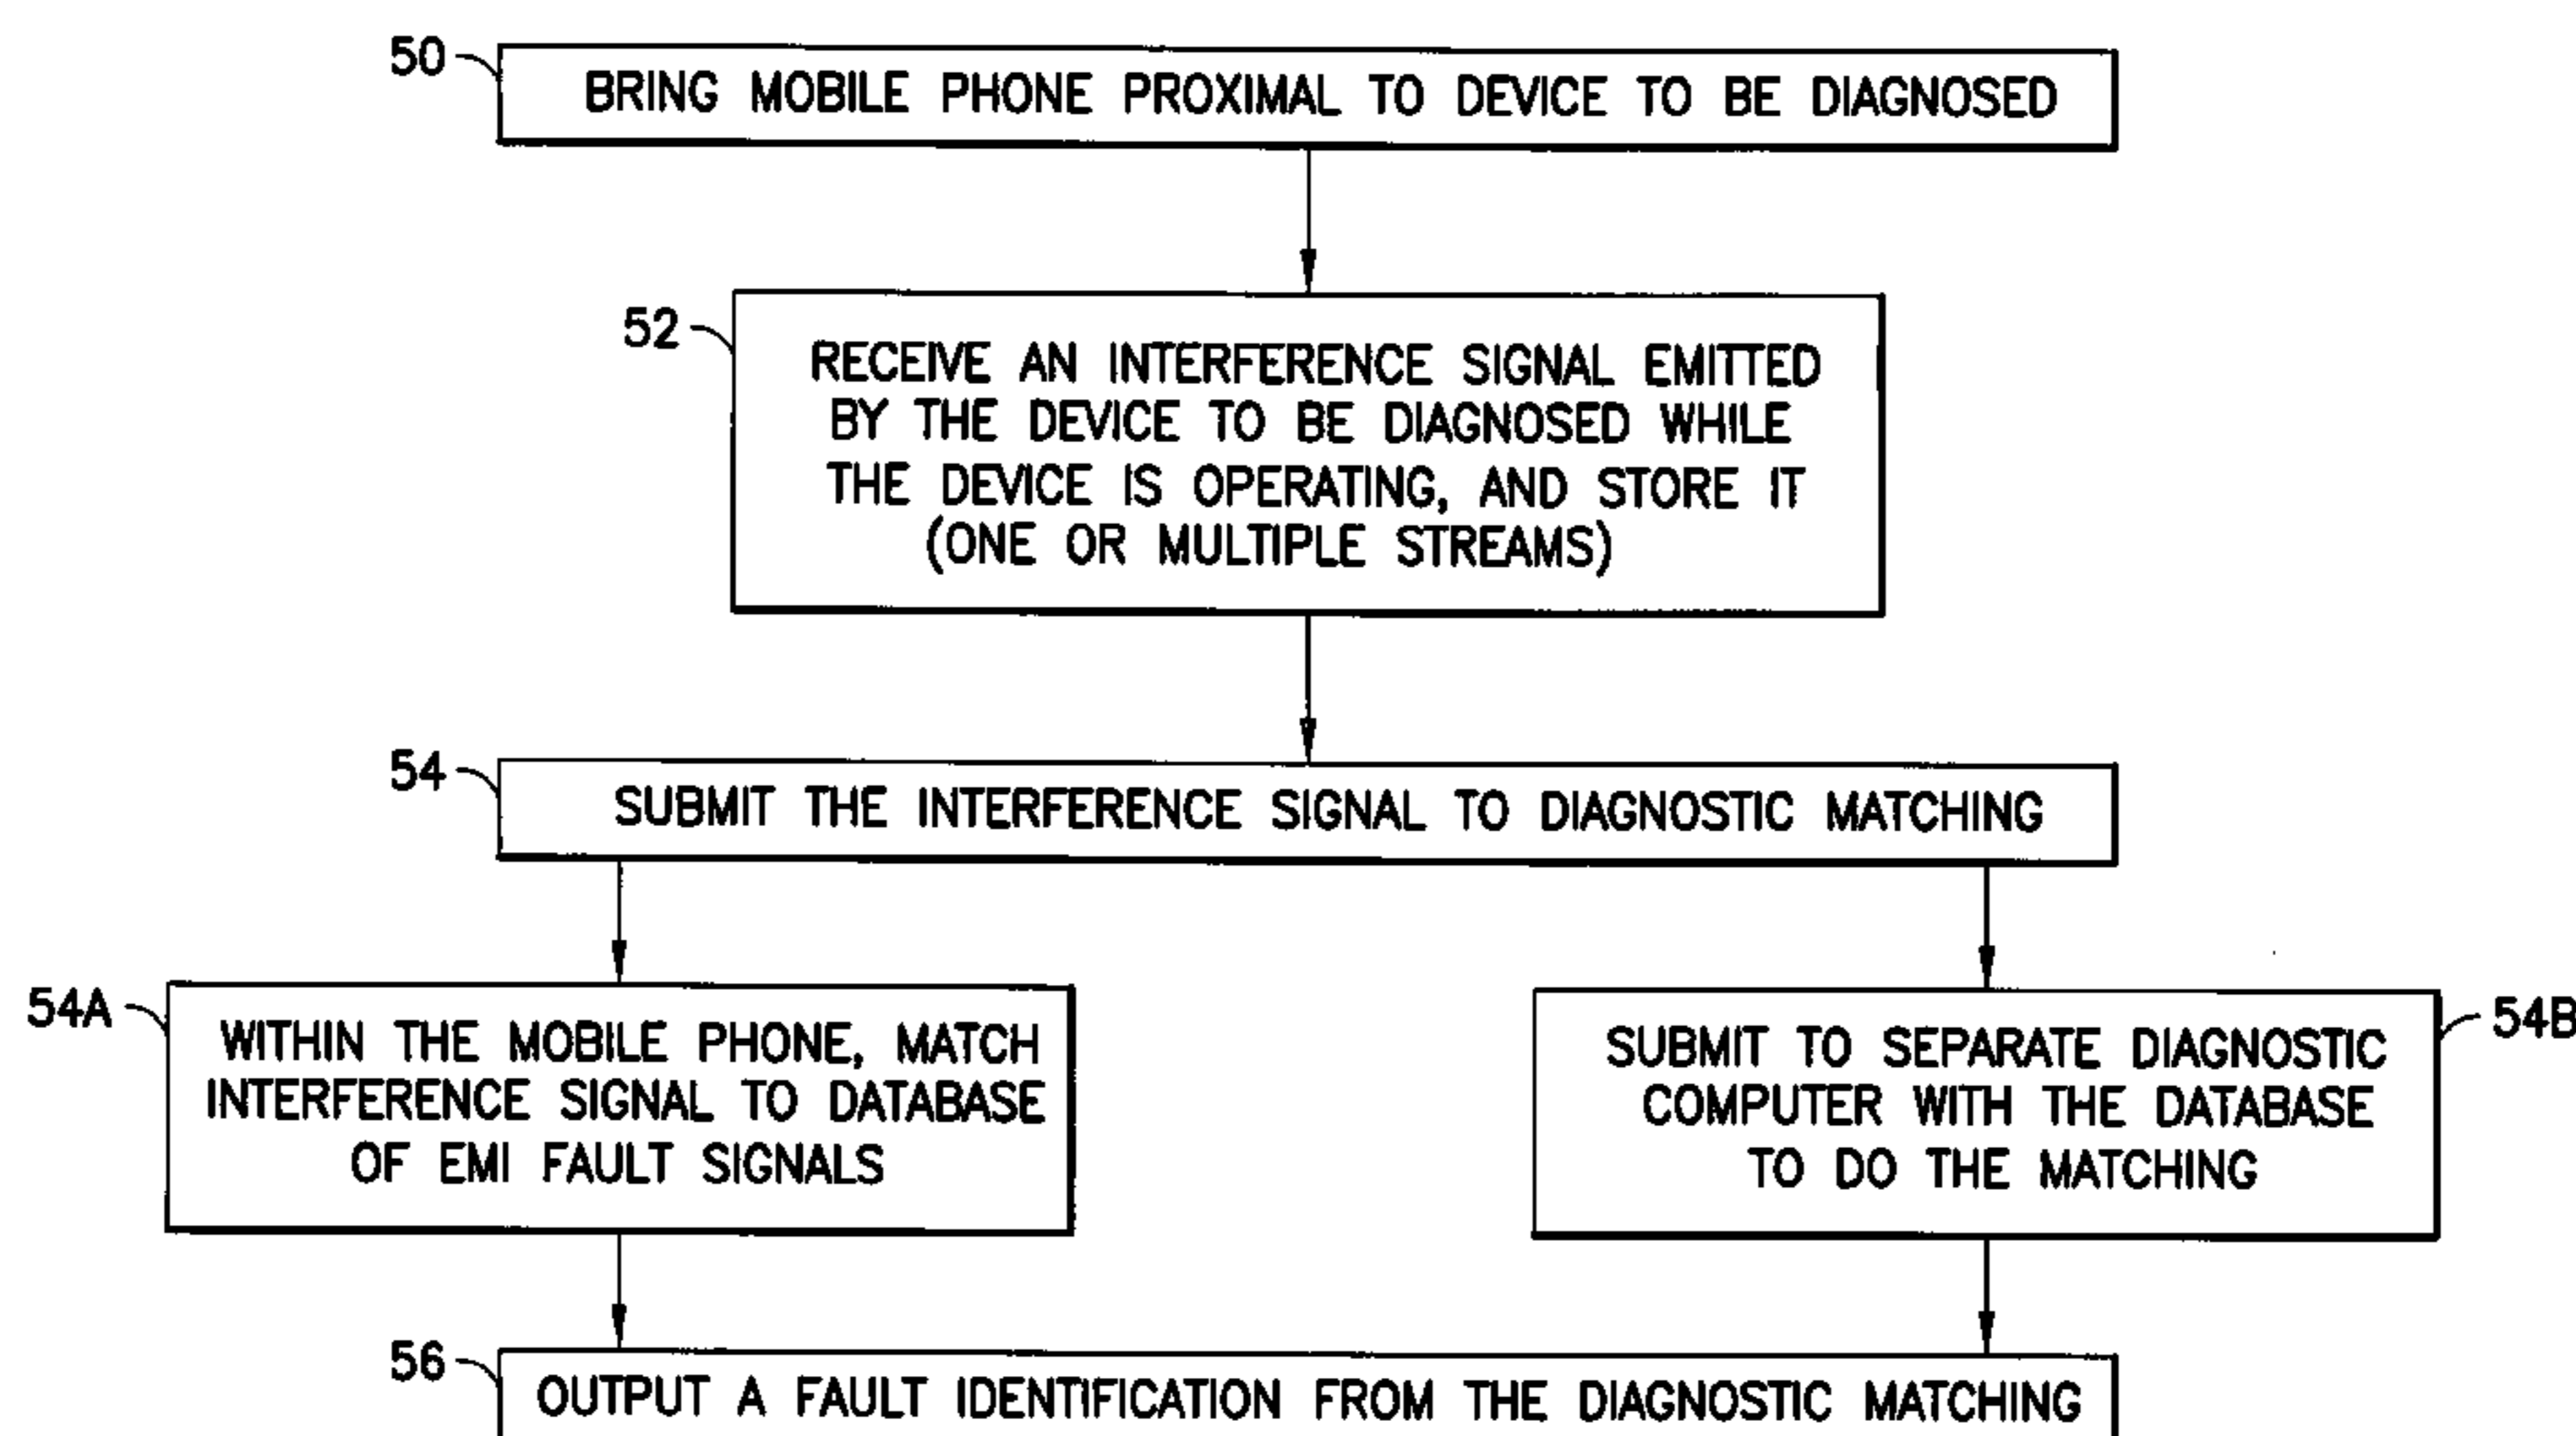 50
BRING MOBILE PHONE PROXIMAL TO DEVICE TO BE DIAGNOSED
52
RECEIVE AN INTERFERENCE SIGNAL EMITTED
BY THE DEVICE TO BE DIAGNOSED WHILE
THE DEVICE IS OPERATING, AND STORE IT
(ONE OR MULTIPLE STREAMS)
54
SUBMIT THE INTERFERENCE SIGNAL TO DIAGNOSTIC MATCHING
54A
WITHIN THE MOBILE PHONE, MATCH
INTERFERENCE SIGNAL TO DATABASE
OF EMI FAULT SIGNALS
SUBMIT TO SEPARATE DIAGNOSTIC
COMPUTER WITH THE DATABASE
TO DO THE MATCHING
54B
56
OUTPUT A FAULT IDENTIFICATION FROM THE DIAGNOSTIC MATCHING